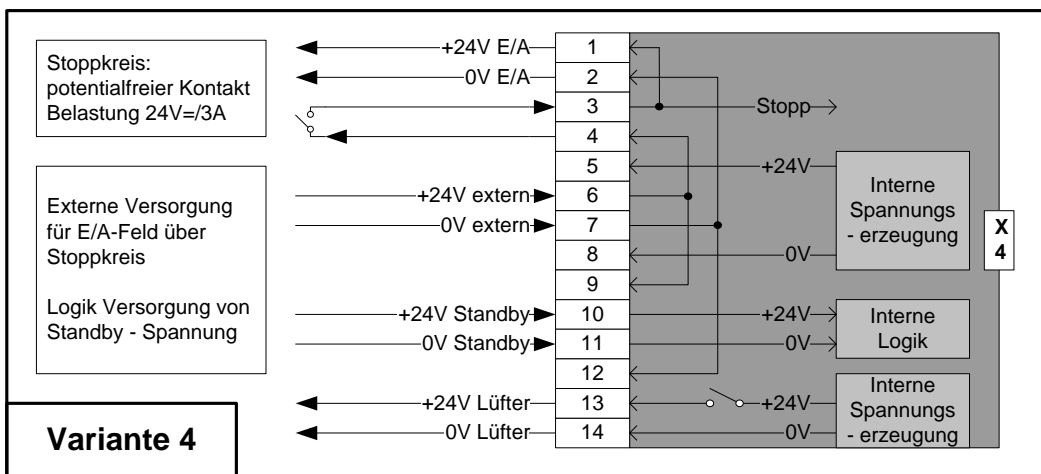 Stoppkreis:
potentialfreier Kontakt
Belastung 24V=/3A
Externe Versorgung
für E/A-Feld über
Stoppkreis
Logik Versorgung von
Standby - Spannung
Variante 4
+24V E/A
0V E/A
+24V extern
0V extern
+24V Standby
0V Standby
+24V Lüfter
0V Lüfter
1
2
3
4
5
6
7
8
9
10
11
12
13
14
Stopp
+24V
0V
Interne
Spannungs
- erzeugung
+24V
0V
Interne
Logik
+24V
0V
Interne
Spannungs
- erzeugung
X
4